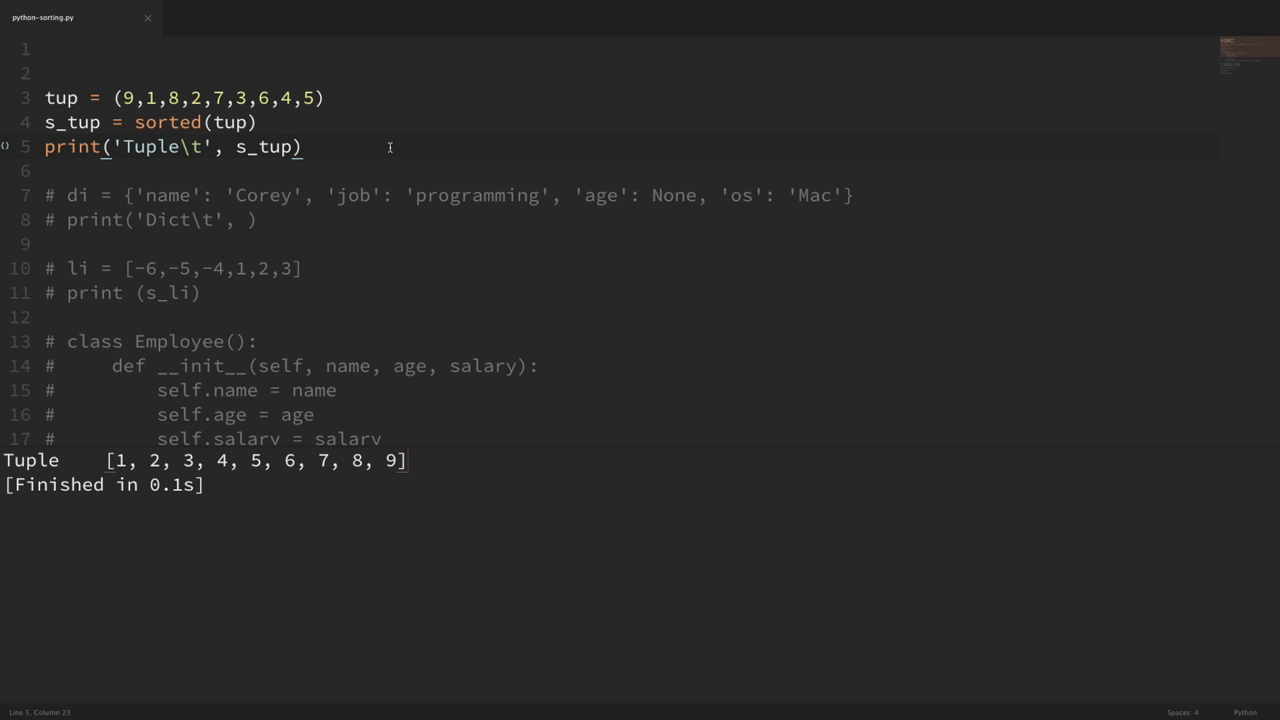 python-sorting.py ×
1
2
3 tup = (9,1,8,2,7,3,6,4,5)
4 s_tup = sorted(tup)
() 5 print('Tuple\t', s_tup)
6
7 # di = {'name': 'Corey', 'job': 'programming', 'age': None, 'os': 'Mac'}
8 # print('Dict\t', )
9
10 # li = [-6,-5,-4,1,2,3]
11 # print (s_li)
12
13 # class Employee():
14 #     def __init__(self, name, age, salary):
15 #         self.name = name
16 #         self.age = age
17 #         self.salary = salary
Tuple    [1, 2, 3, 4, 5, 6, 7, 8, 9]
[Finished in 0.1s]
Line 5, Column 23 Spaces: 4 Python